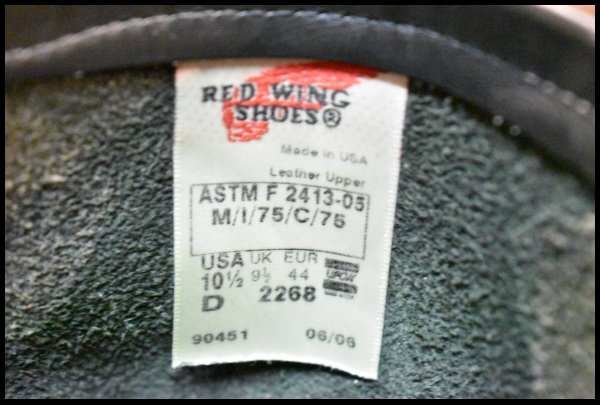 RED WING
SHOES®
Made in USA
Leather Upper
ASTM F 2413-05
M/I/75/C/75
USA UK EUR
10½ 9½ 44
D 2268
UFCW
90451 06/06